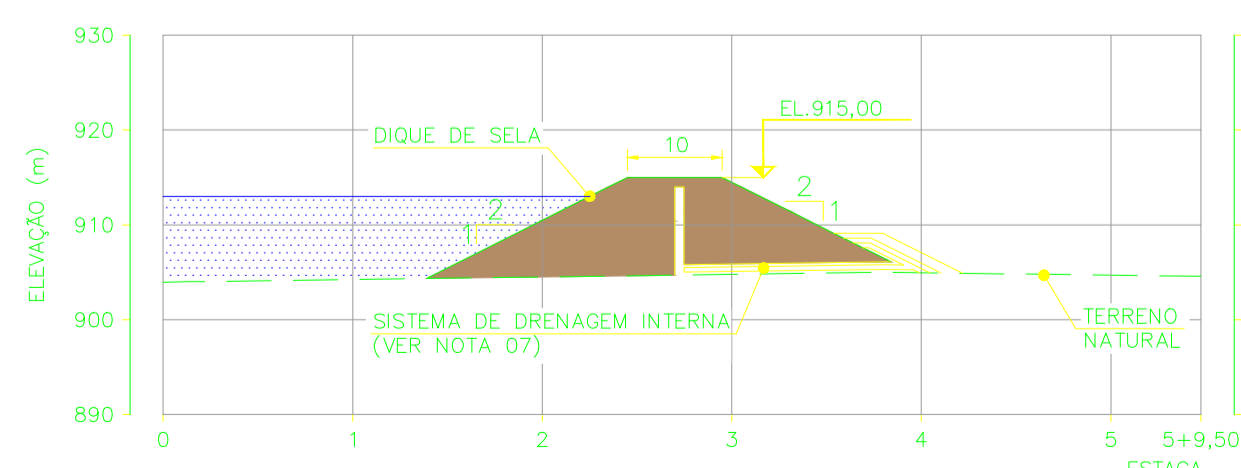 930
920
910
900
890
ELEVAÇÃO (m)
DIQUE DE SELA
10
EL.915,00
2
1
2
1
SISTEMA DE DRENAGEM INTERNA
(VER NOTA 07)
TERRENO
NATURAL
0
1
2
3
4
5
5+9,50
ESTACA